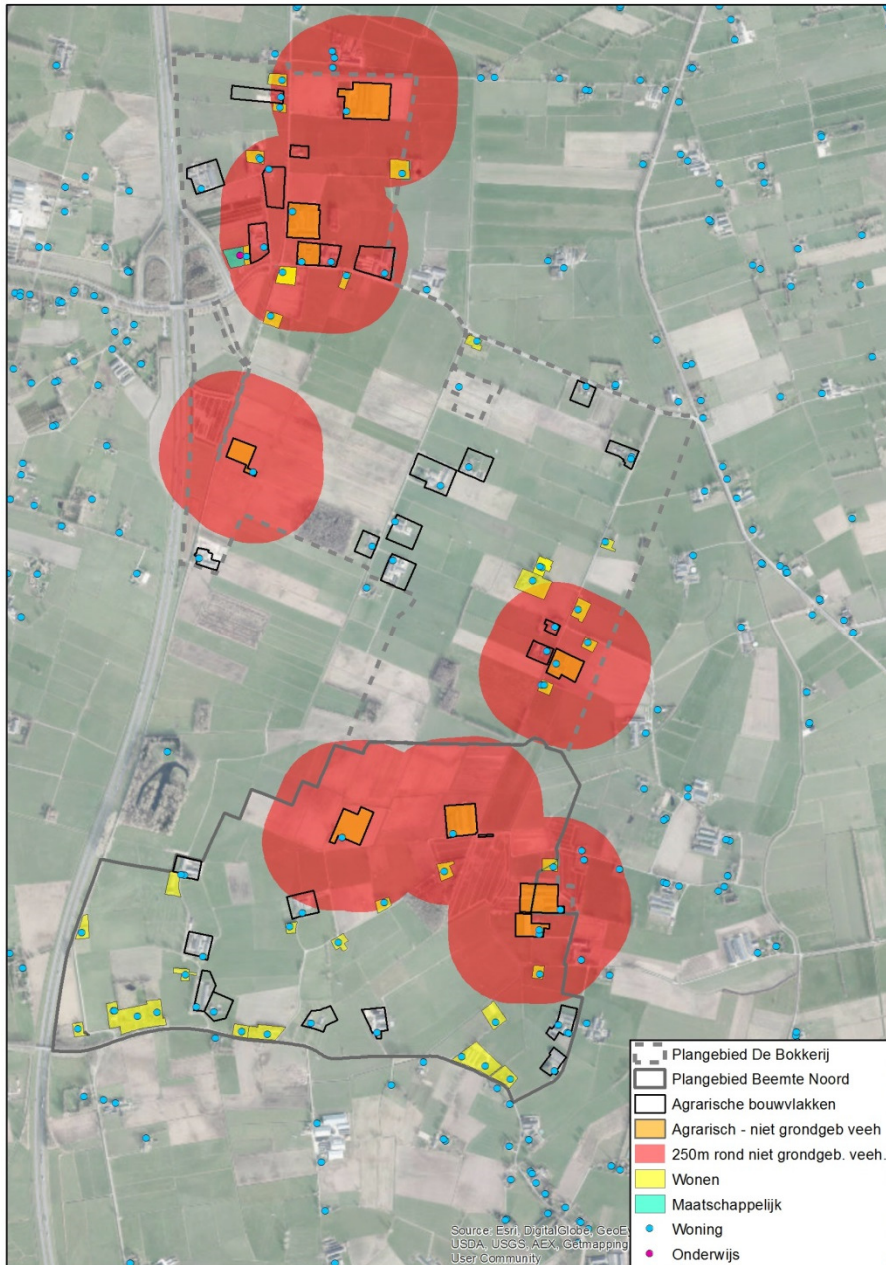 Plangebied De Bokkerij
Plangebied Beemte Noord
Agrarische bouwvlakken
Agrarisch - niet grondgeb veeh
250m rond niet grondgeb. veeh.
Wonen
Maatschappelijk
Woning
Onderwijs
Source: Esri, DigitalGlobe, GeoEy
USDA, USGS, AEX, Getmapping
User Community